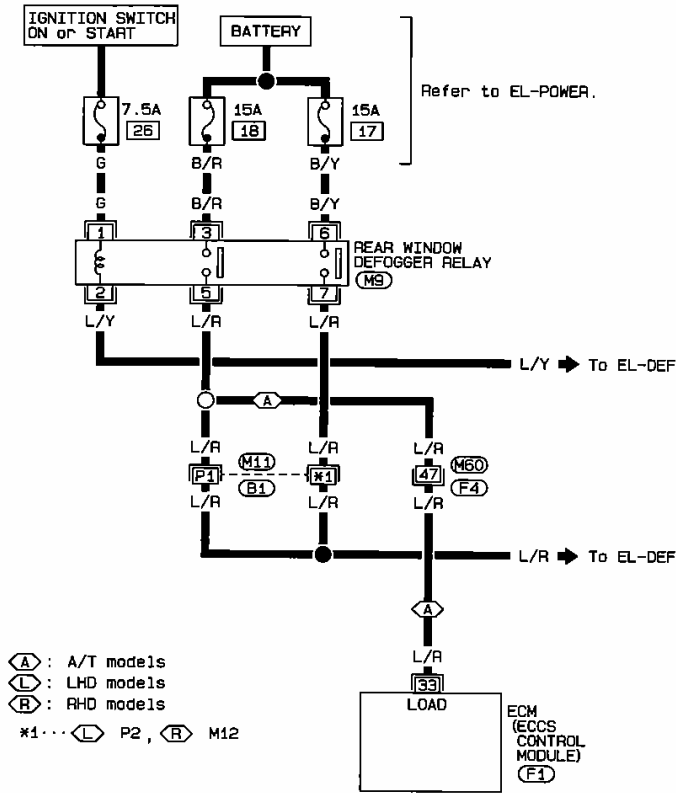 IGNITION SWITCH
ON or START
BATTERY
Refer to EL-POWER.
7.5A
26
15A
18
15A
17
G
B/R
B/Y
G
B/R
B/Y
1
3
6
REAR WINDOW
DEFOGGER RELAY
M9
2
5
7
L/Y
L/R
L/R
L/Y To EL-DEF
A
L/R
L/R
L/R
P1
M11
B1
*1
47
M60
F4
L/R
L/R
L/R
L/R To EL-DEF
A
L/R
33
LOAD
ECM
(ECCS
CONTROL
MODULE)
F1
A : A/T models
L : LHD models
R : RHD models
*1··· L P2, R M12